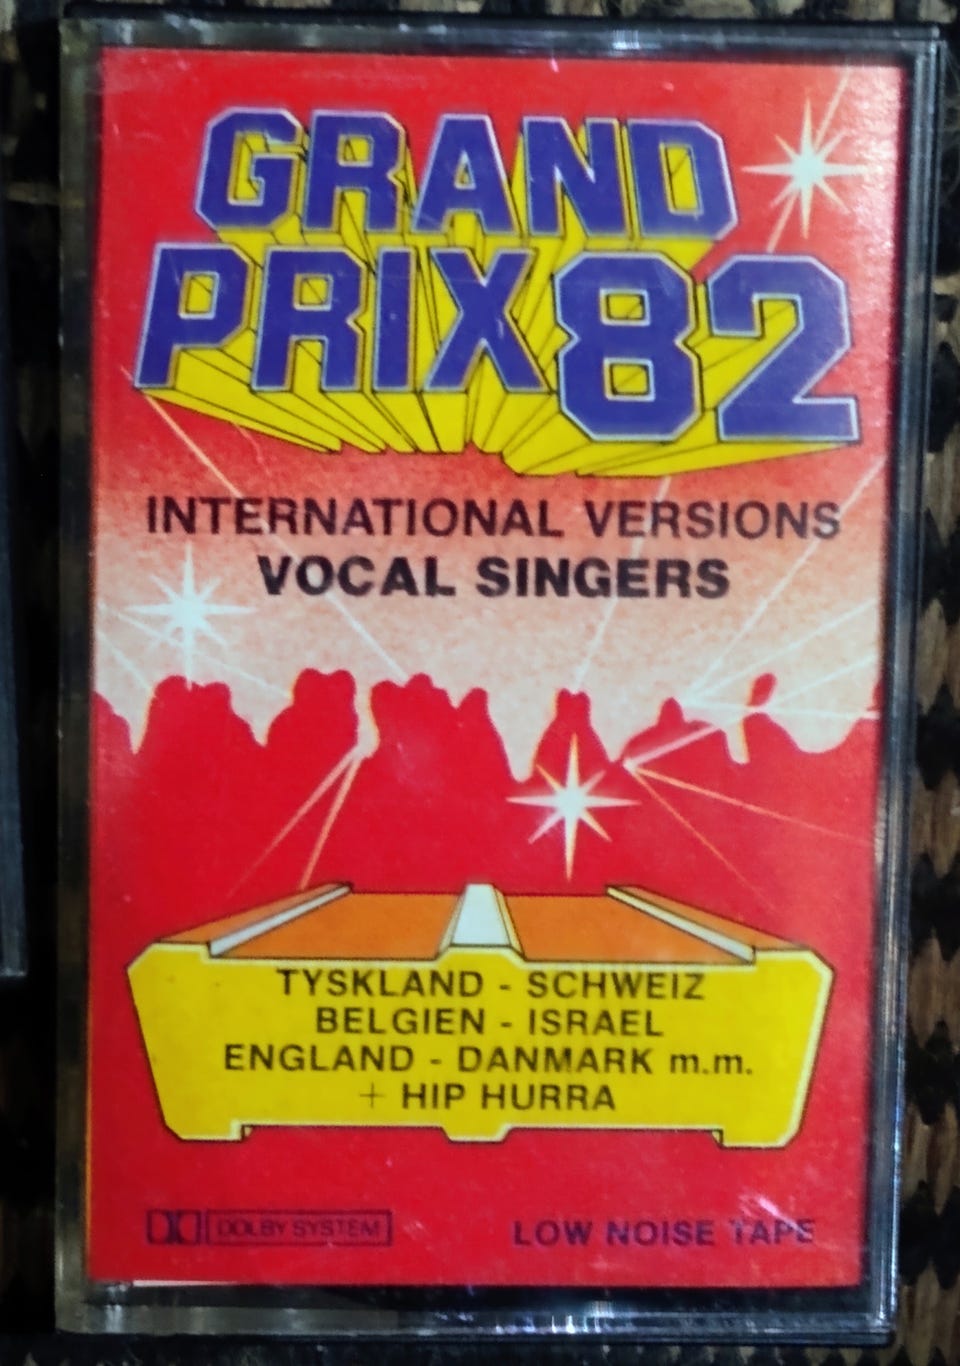 GRAND
PRIX 82
INTERNATIONAL VERSIONS
VOCAL SINGERS
TYSKLAND - SCHWEIZ
BELGIEN - ISRAEL
ENGLAND - DANMARK m.m.
+ HIP HURRA
DOLBY SYSTEM LOW NOISE TAPE